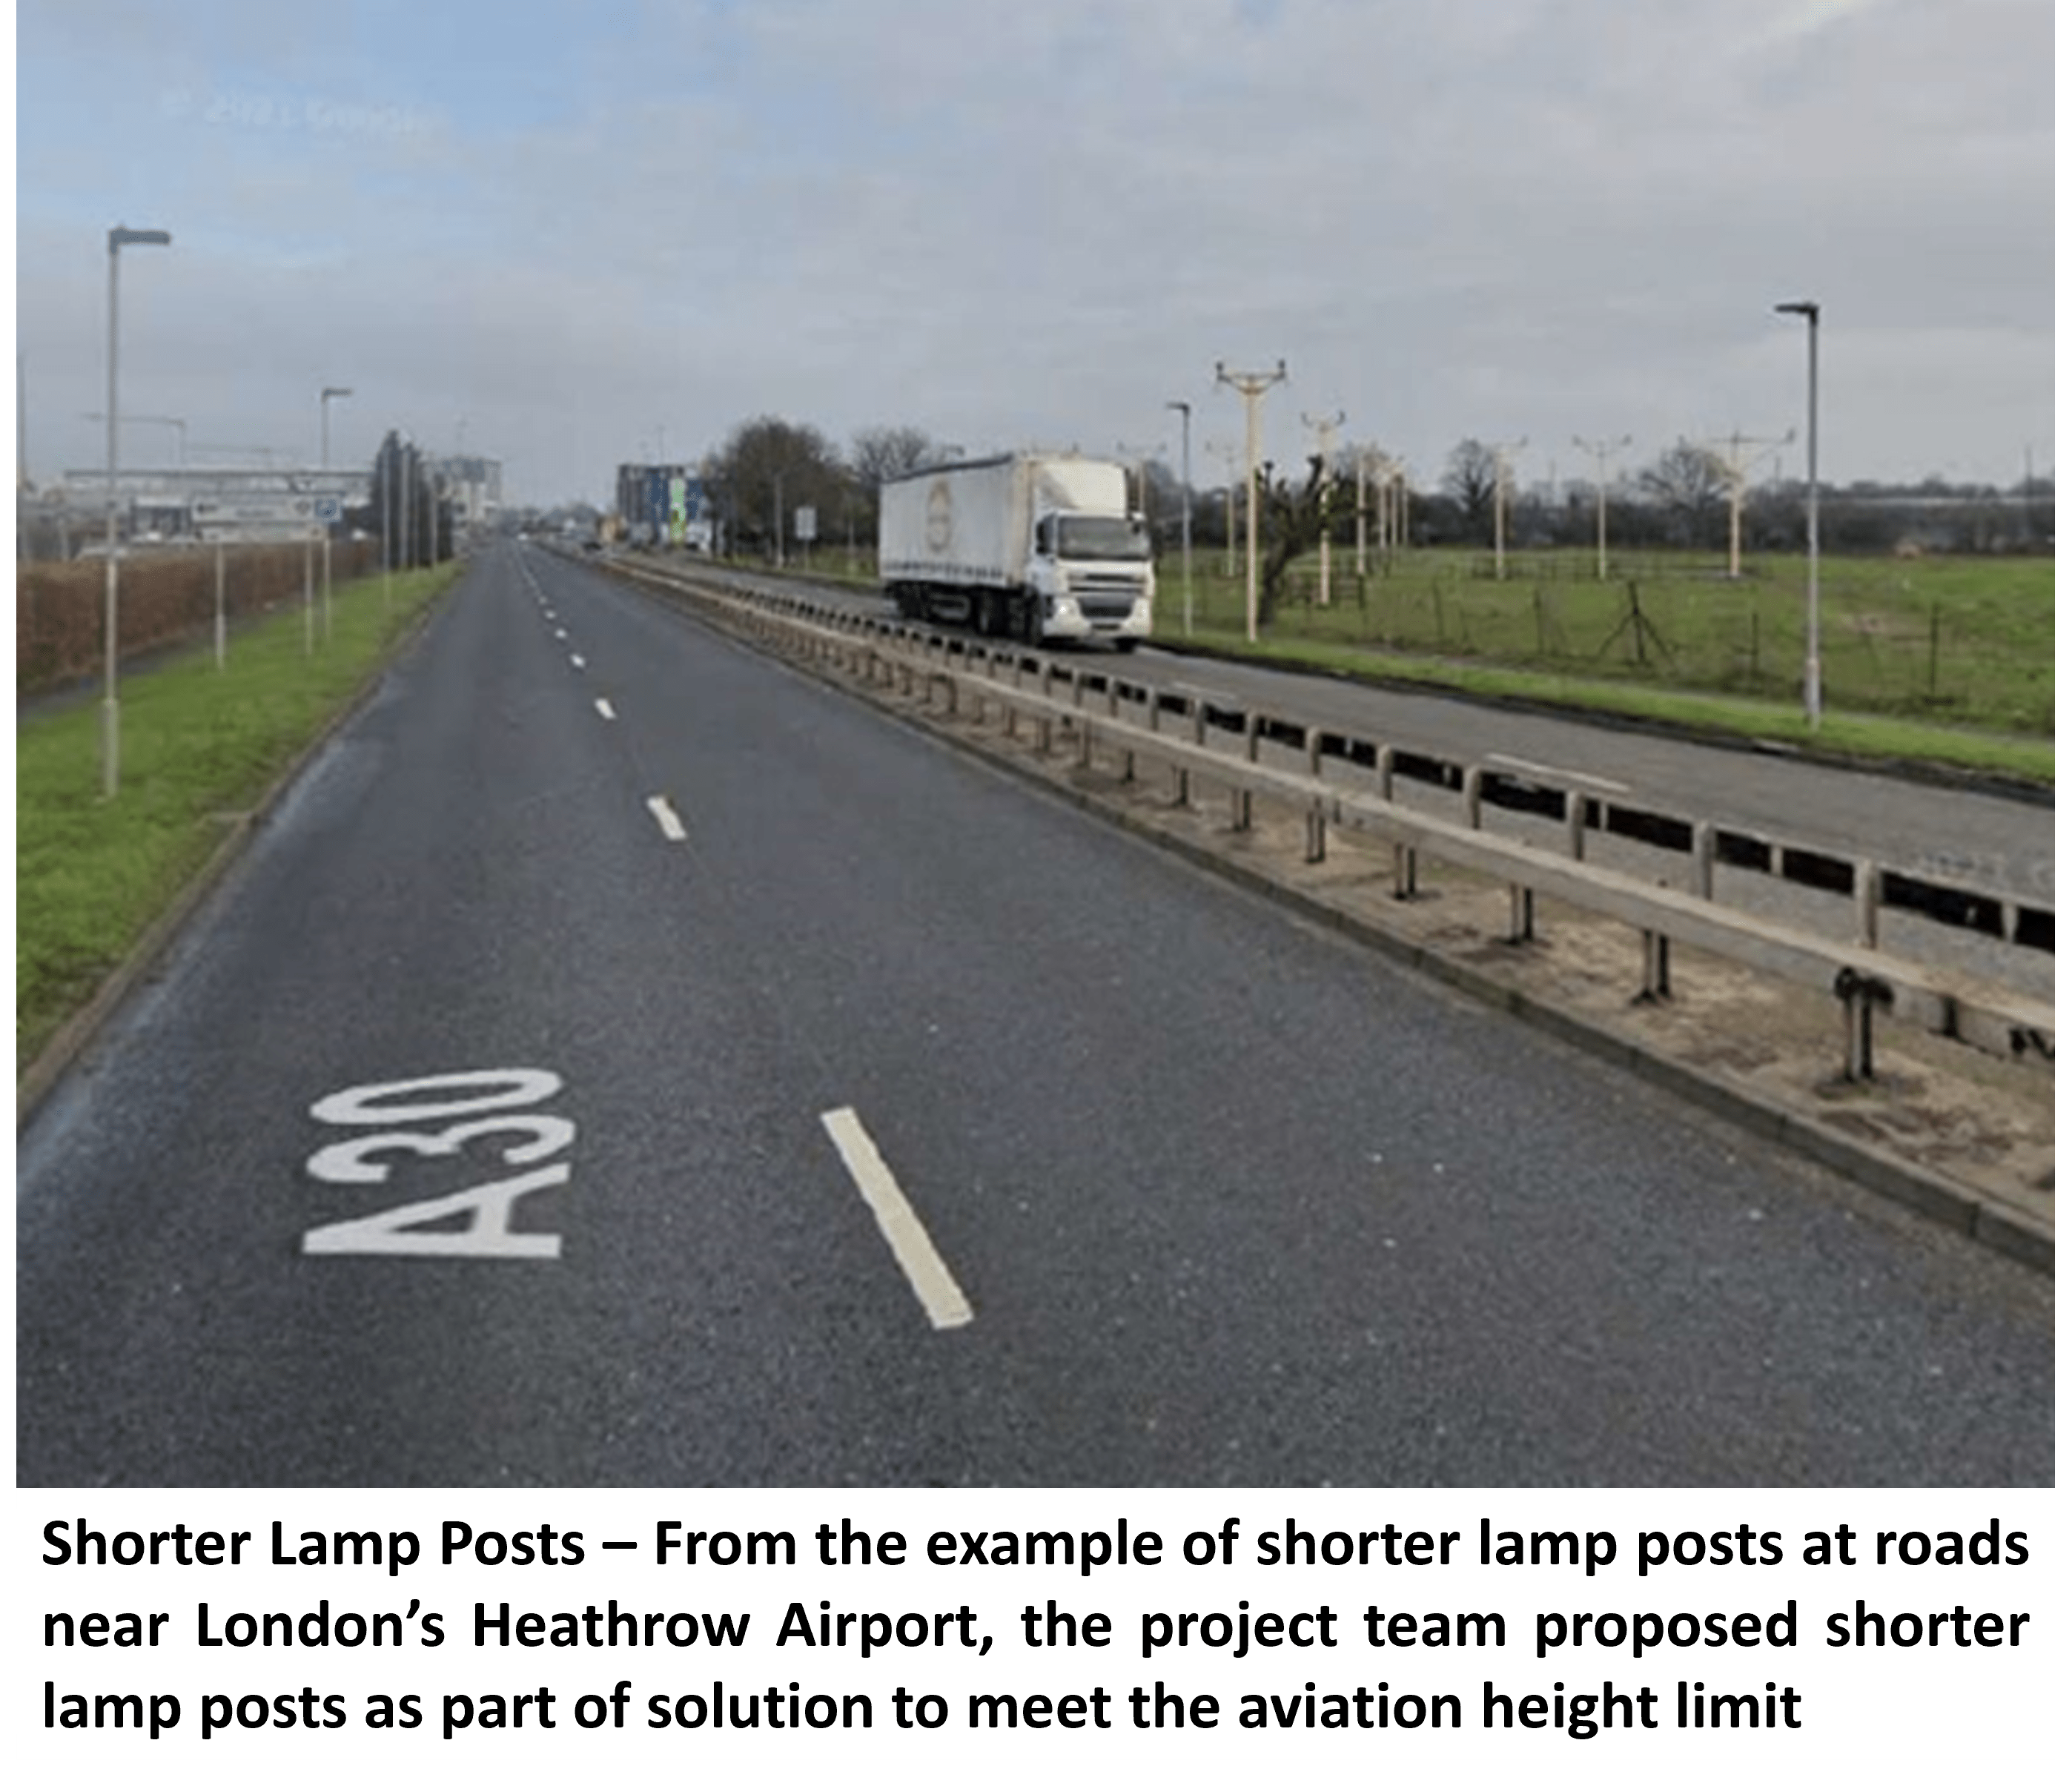 A30
Shorter Lamp Posts – From the example of shorter lamp posts at roads
near London’s Heathrow Airport, the project team proposed shorter
lamp posts as part of solution to meet the aviation height limit